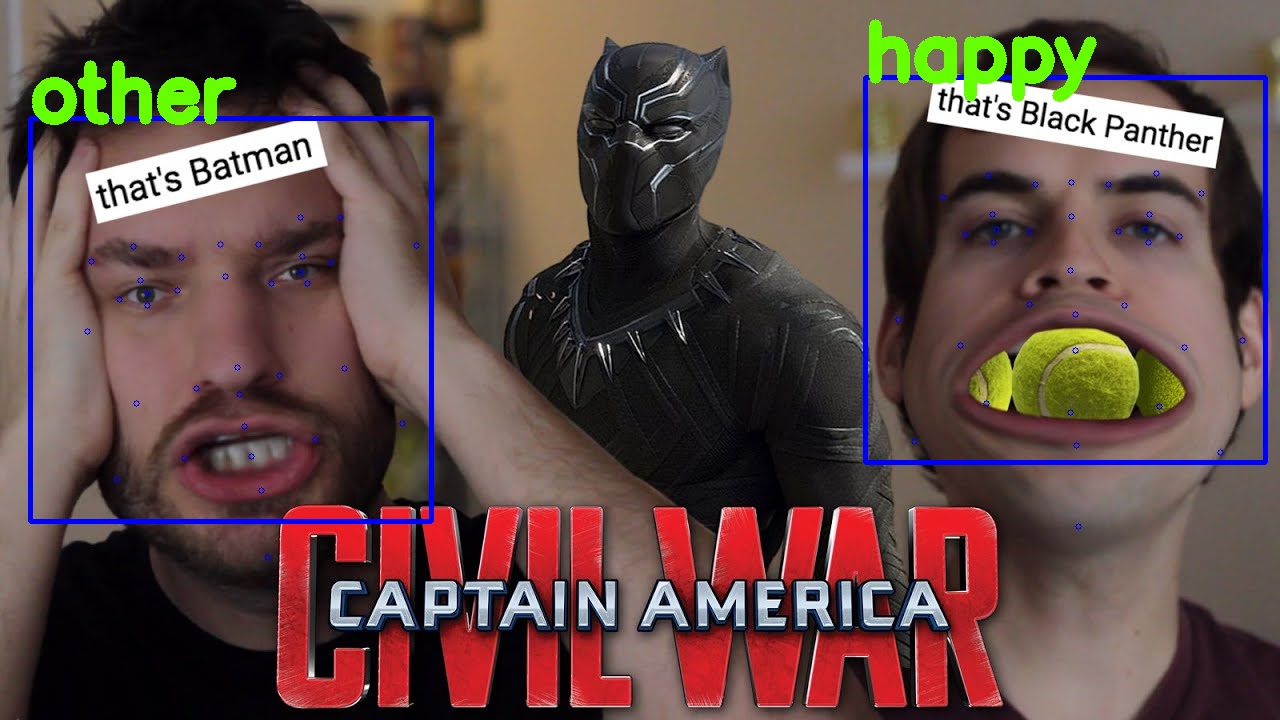 other
happy
that's Batman
that's Black Panther
CIVIL WAR
CAPTAIN AMERICA